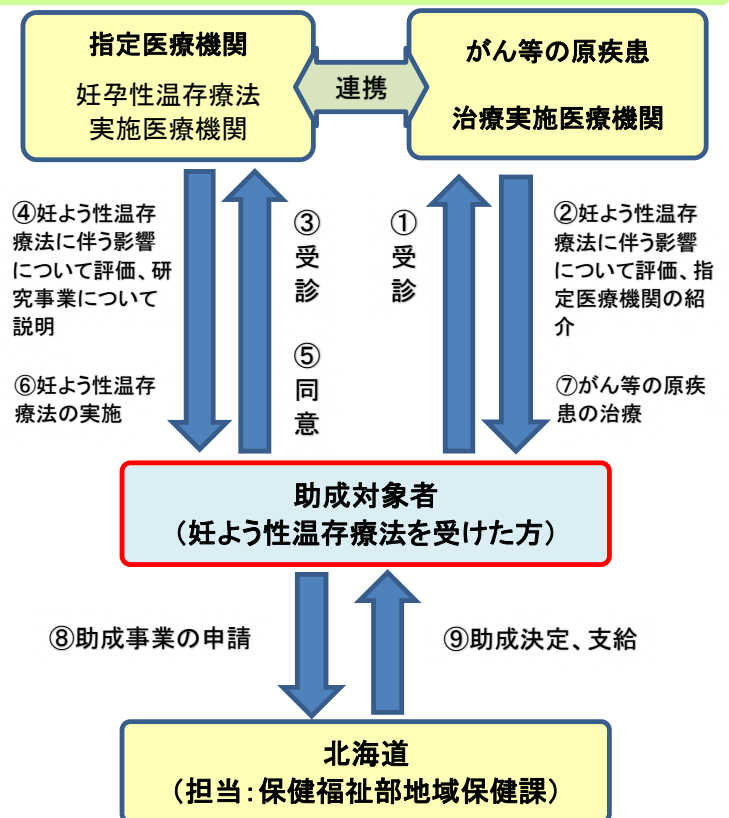 指定医療機関
妊孕性温存療法
実施医療機関
連携
がん等の原疾患
治療実施医療機関
④妊よう性温存
療法に伴う影響
について評価、研
究事業について
説明
⑥妊よう性温存
療法の実施
③受診
⑤同意
①受診
②妊よう性温存
療法に伴う影響
について評価、指
定医療機関の紹
介
⑦がん等の原疾
患の治療
助成対象者
（妊よう性温存療法を受けた方）
⑧助成事業の申請
⑨助成決定、支給
北海道
（担当：保健福祉部地域保健課）